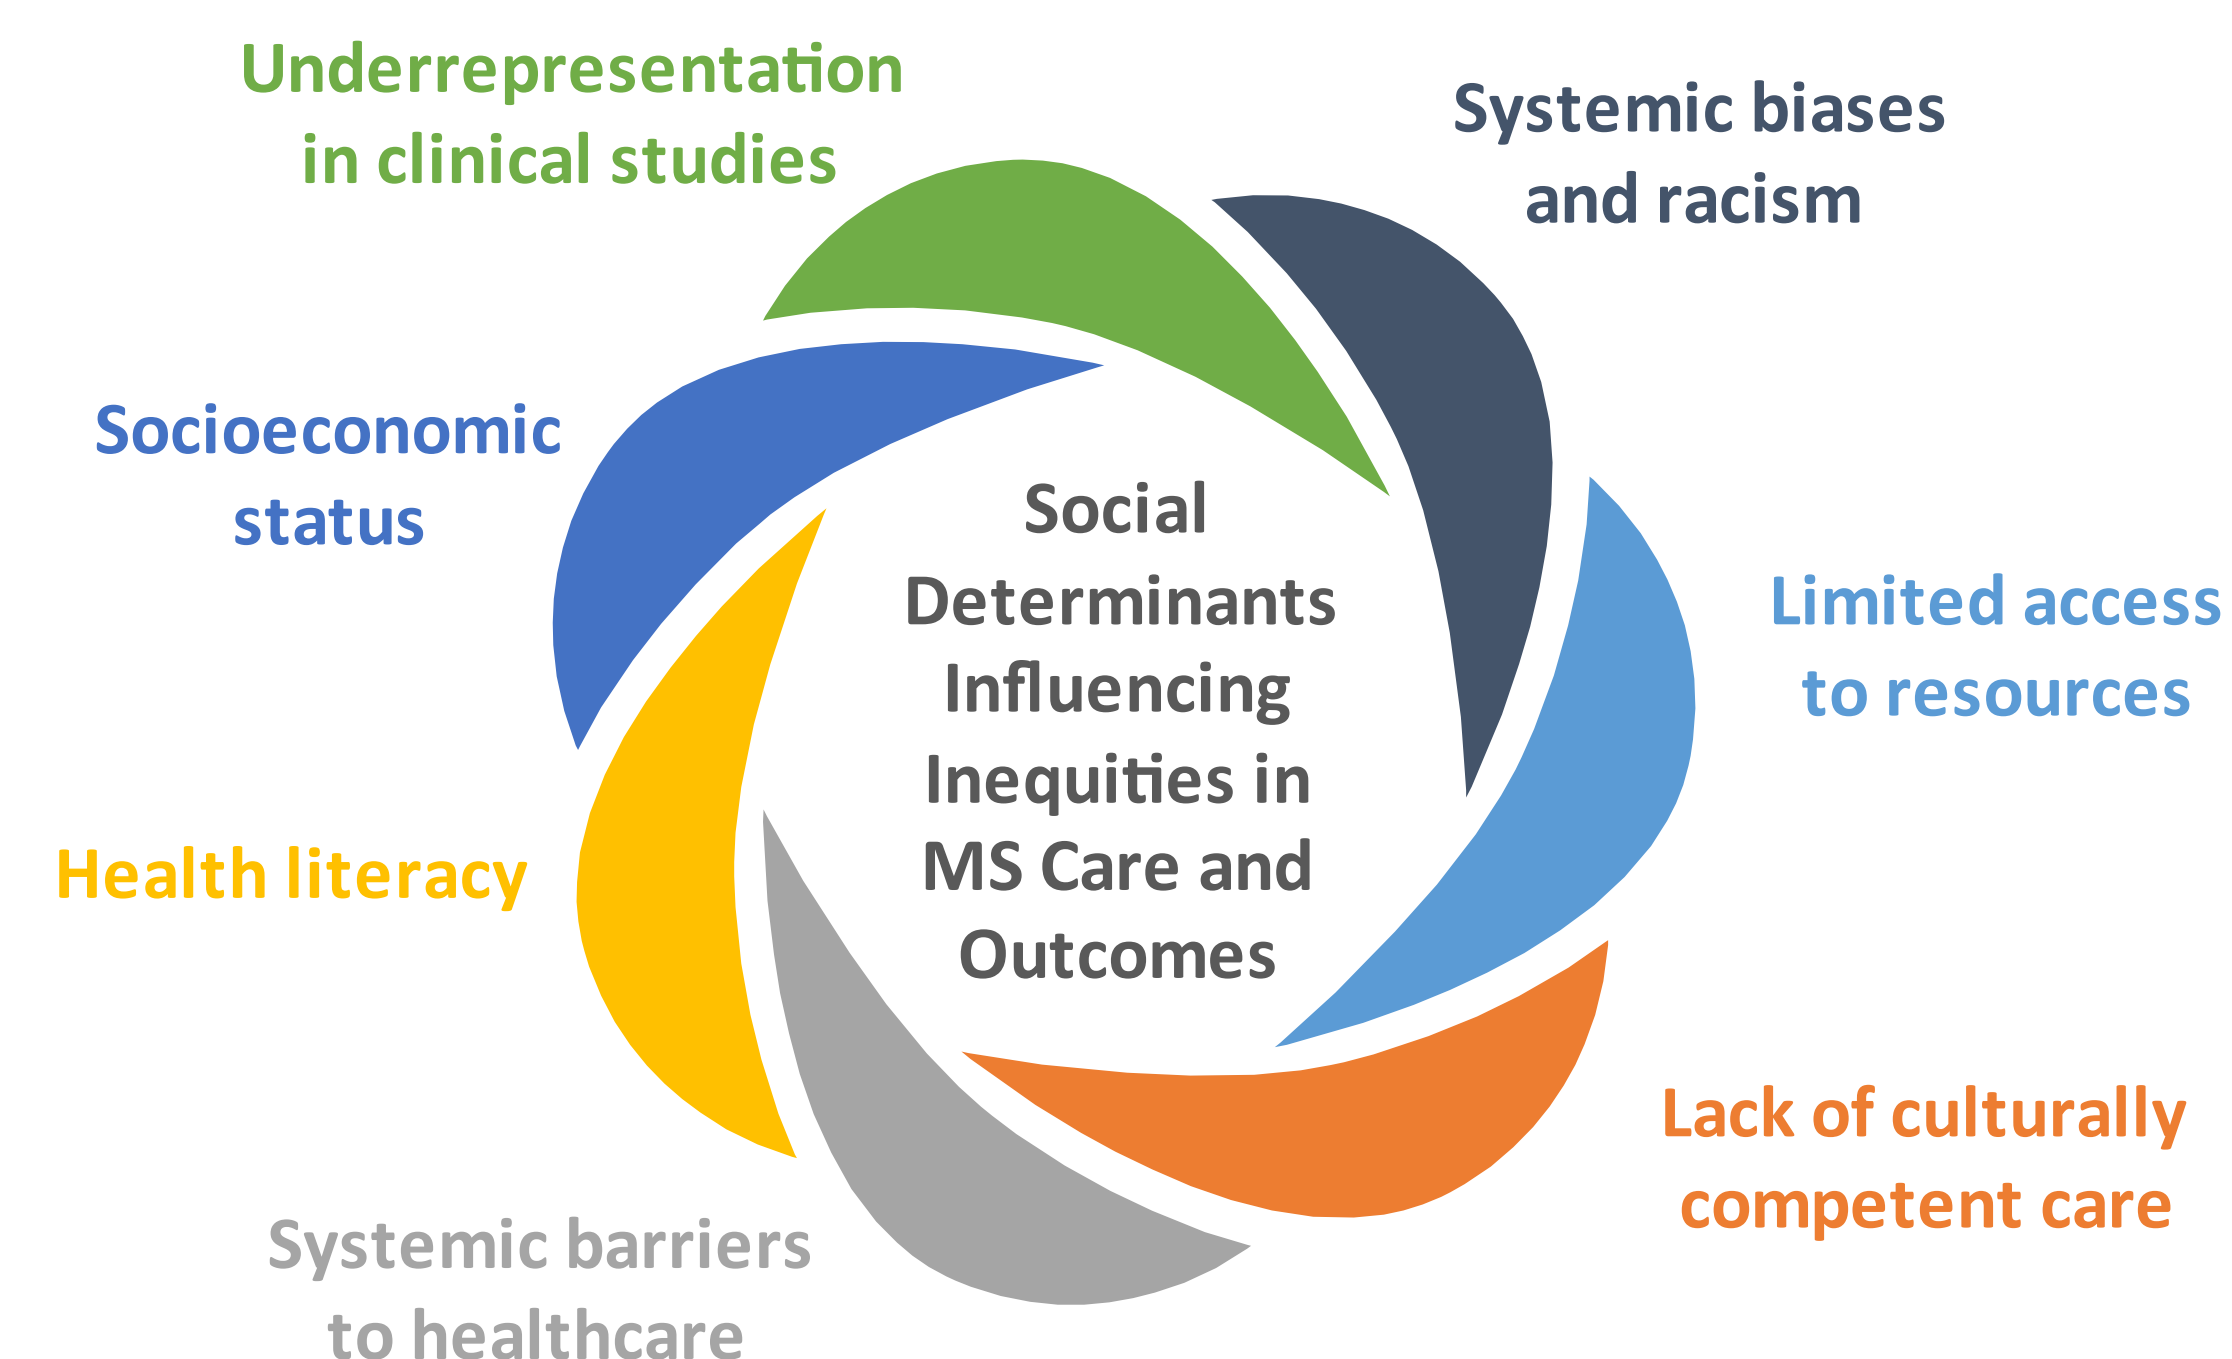 Underrepresentation
in clinical studies
Systemic biases
and racism
Socioeconomic
status
Social
Determinants
Influencing
Inequities in
MS Care and
Outcomes
Limited access
to resources
Health literacy
Lack of culturally
competent care
Systemic barriers
to healthcare